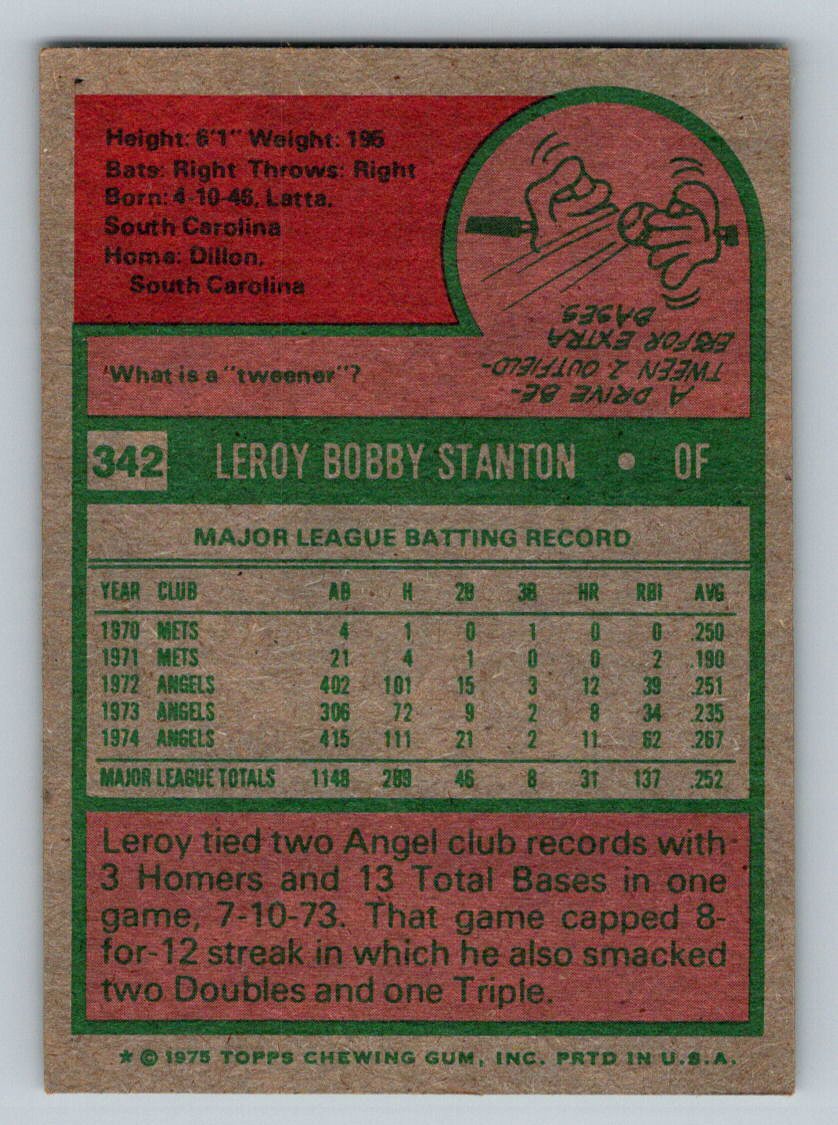 Height: 6'1" Weight: 195
Bats: Right Throws: Right
Born: 4-10-46, Latta,
South Carolina
Home: Dillon,
South Carolina
'What is a "tweener"?
A DRIVE BE-
TWEEN 2 OUTFIELD-
ERS FOR EXTRA
BASES.
342 LEROY BOBBY STANTON • OF
MAJOR LEAGUE BATTING RECORD
YEAR CLUB AB H 2B 3B HR RBI AVG
1970 METS 4 1 0 1 0 0 .250
1971 METS 21 4 1 0 0 2 .190
1972 ANGELS 402 101 15 3 12 39 .251
1973 ANGELS 306 72 9 2 8 34 .235
1974 ANGELS 415 111 21 2 11 62 .267
MAJOR LEAGUE TOTALS 1148 289 46 8 31 137 .252
Leroy tied two Angel club records with
3 Homers and 13 Total Bases in one
game, 7-10-73. That game capped 8-
for-12 streak in which he also smacked
two Doubles and one Triple.
* © 1975 TOPPS CHEWING GUM, INC. PRTD IN U.S.A.